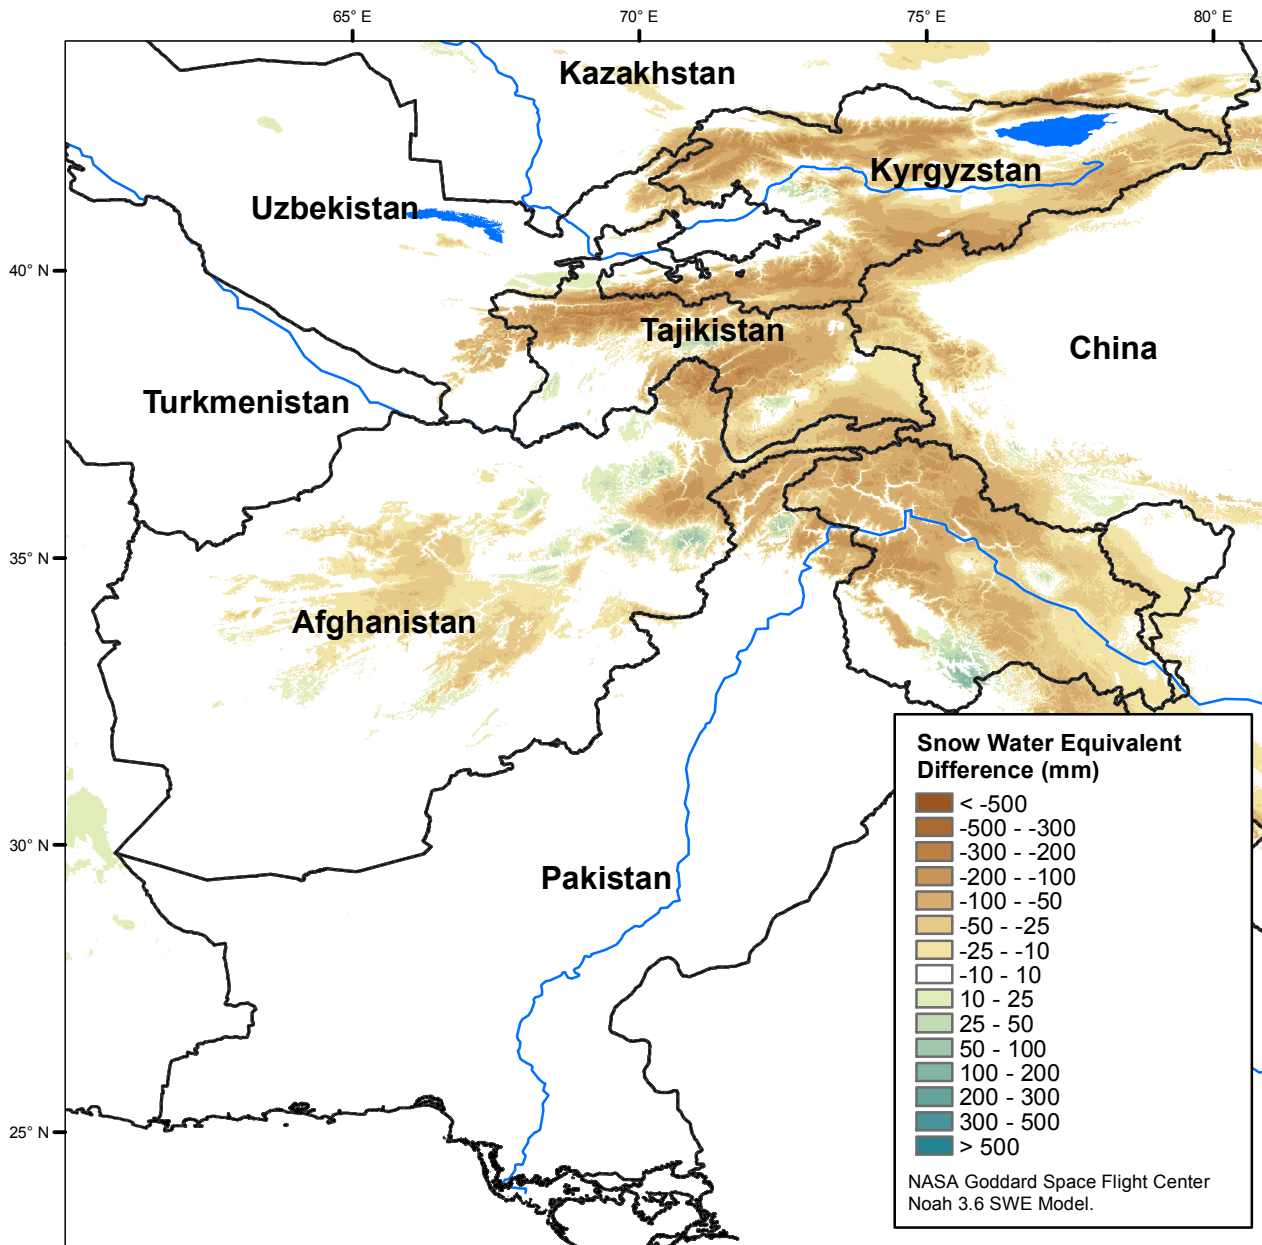 65° E
70° E
75° E
80° E
Kazakhstan
Kyrgyzstan
Uzbekistan
40° N
Tajikistan
China
Turkmenistan
35° N
Afghanistan
Snow Water Equivalent
Difference (mm)
< -500
-500 - -300
-300 - -200
-200 - -100
-100 - -50
-50 - -25
-25 - -10
-10 - 10
10 - 25
25 - 50
50 - 100
100 - 200
200 - 300
300 - 500
> 500
NASA Goddard Space Flight Center
Noah 3.6 SWE Model.
30° N
Pakistan
25° N